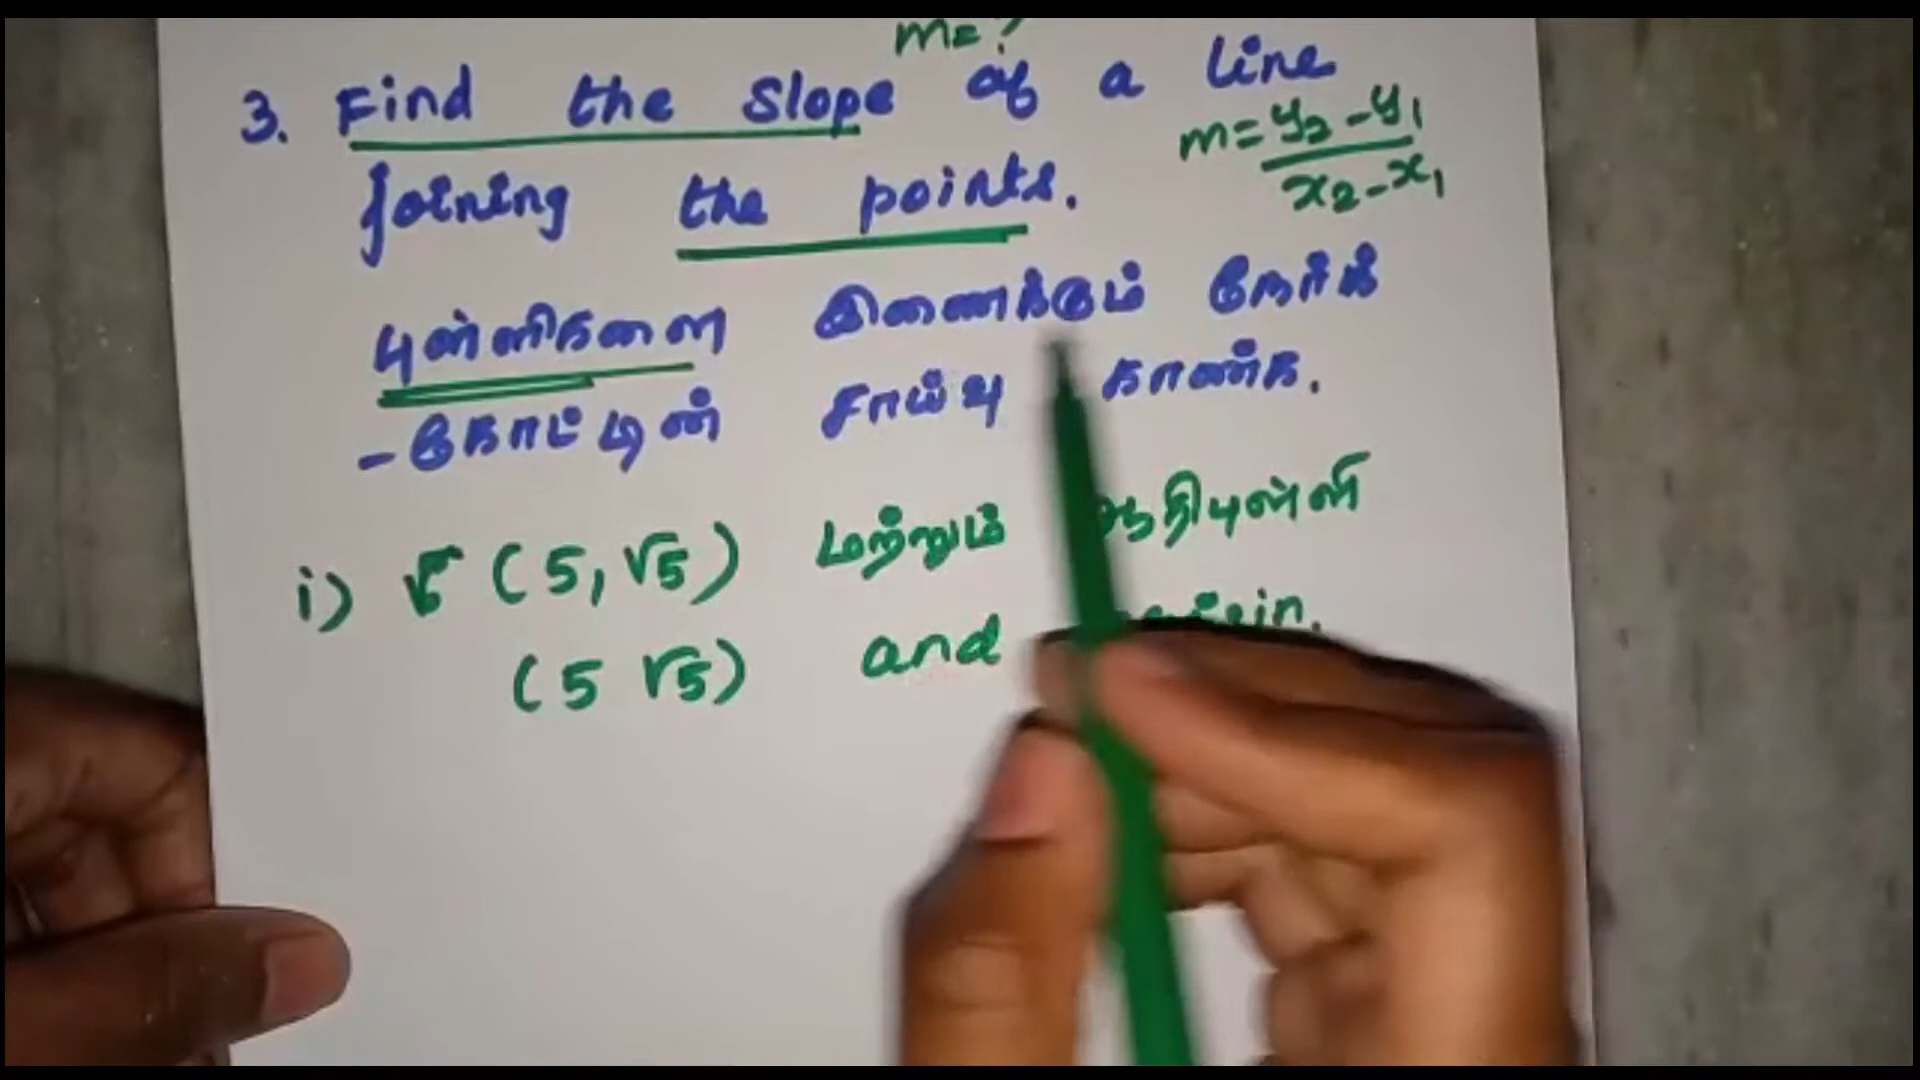 m=?
3. Find the Slope of a line
m = y₂ - y₁ / x₂ - x₁
Joining the points.
புள்ளிகளை இணைக்கும் நேர்க்
- கோட்டின் சாய்வு காண்க.
i) (5, √5) மற்றும்
(5 √5) and